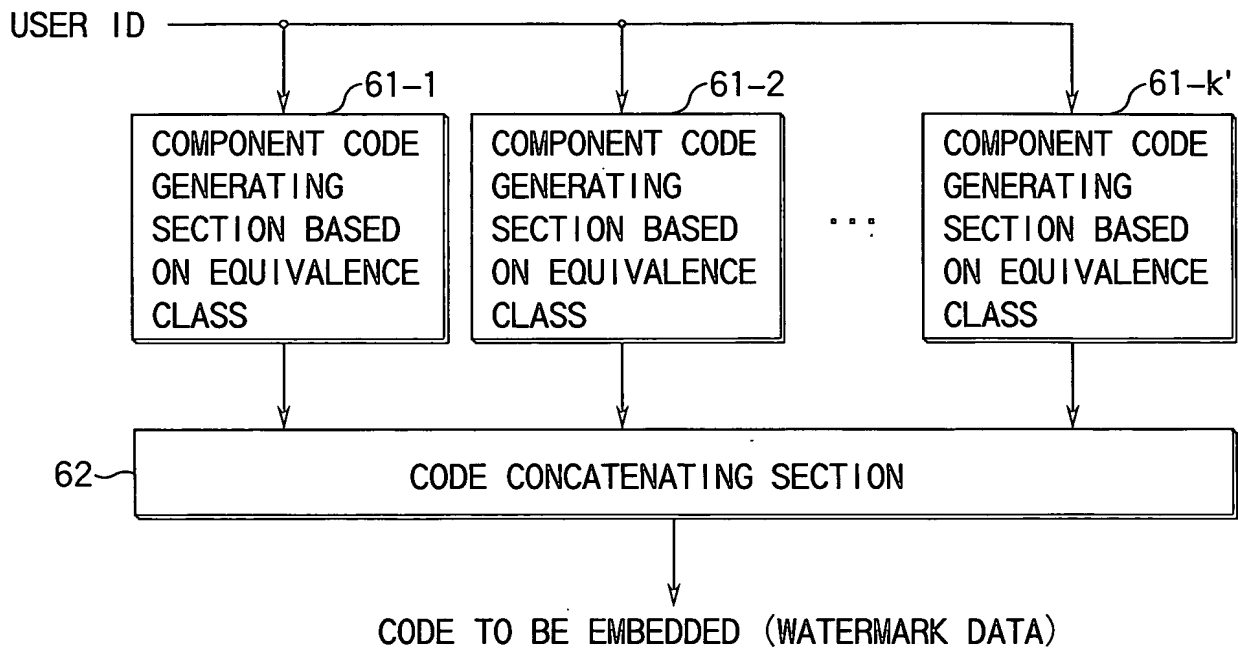 USER ID
61-1
61-2
61-k'
COMPONENT CODE
GENERATING
SECTION BASED
ON EQUIVALENCE
CLASS
COMPONENT CODE
GENERATING
SECTION BASED
ON EQUIVALENCE
CLASS
...
COMPONENT CODE
GENERATING
SECTION BASED
ON EQUIVALENCE
CLASS
62
CODE CONCATENATING SECTION
CODE TO BE EMBEDDED (WATERMARK DATA)